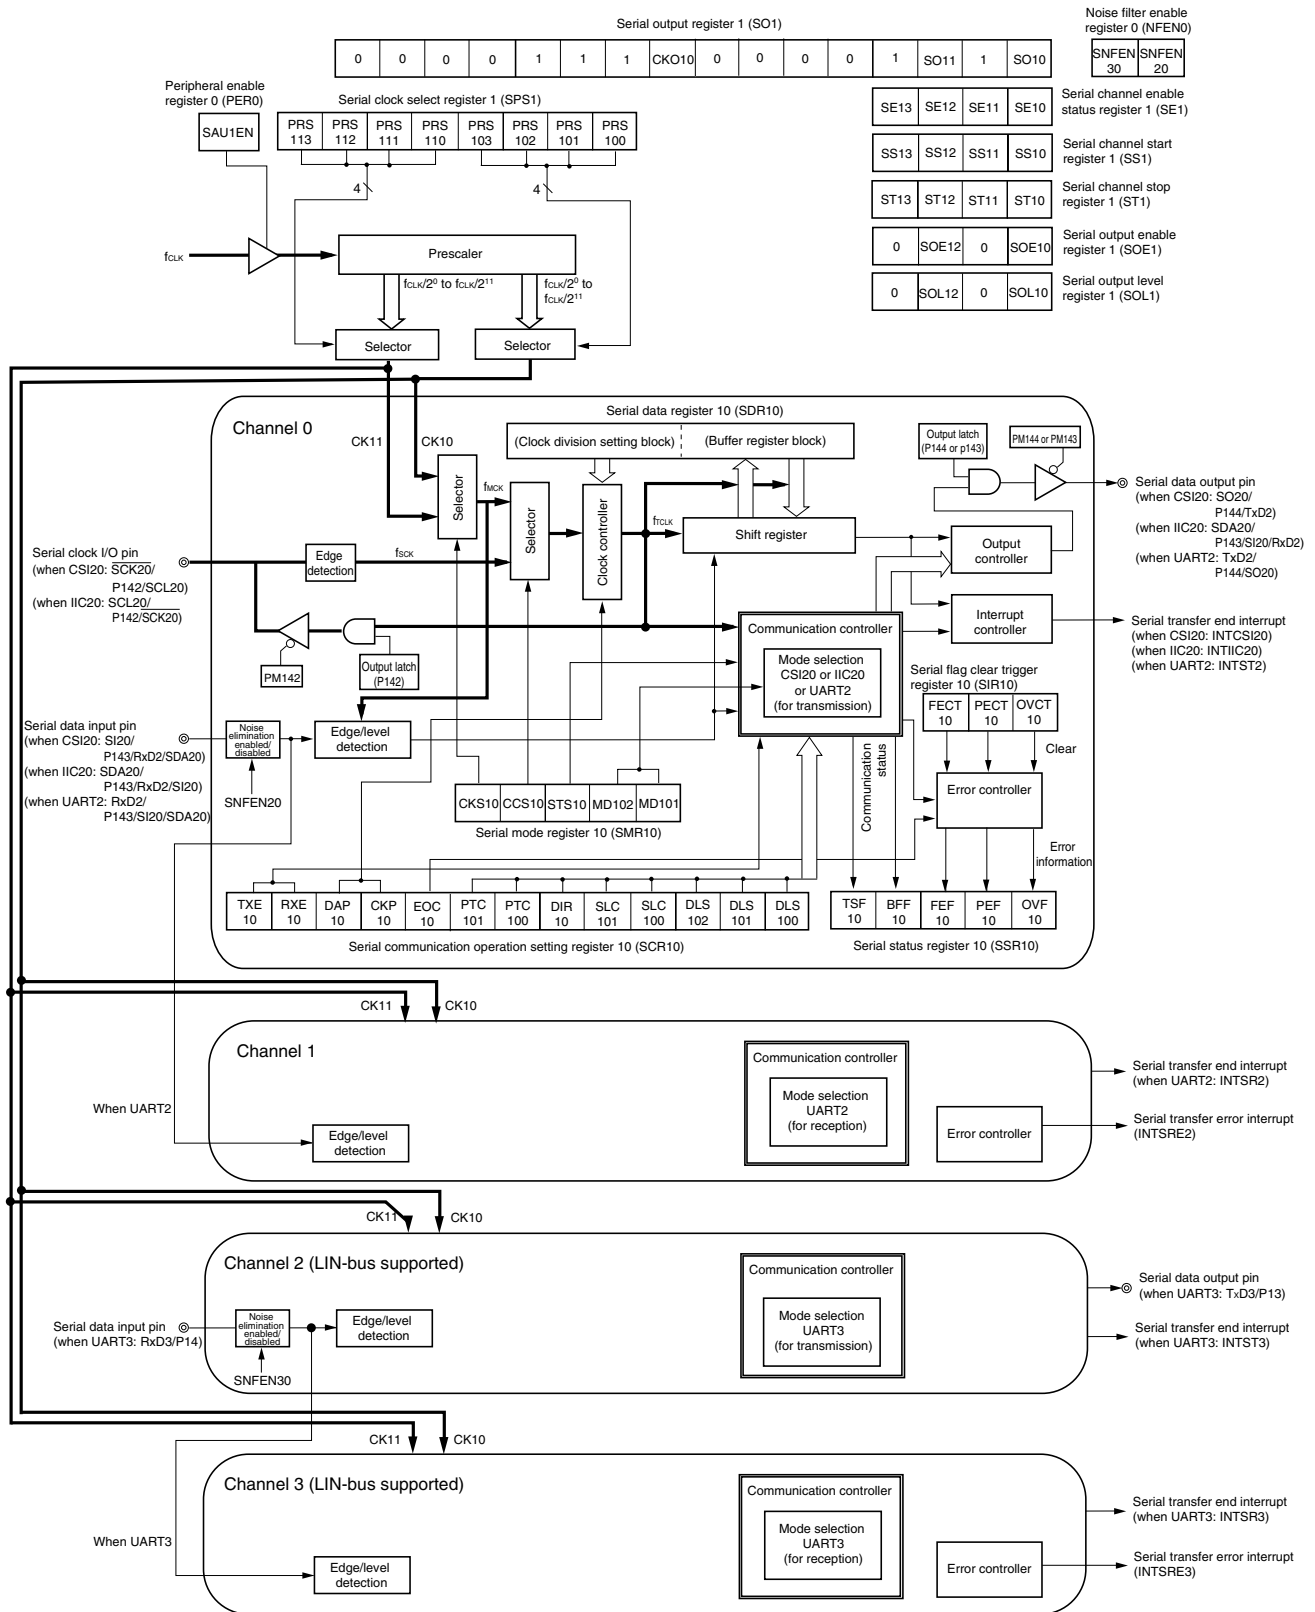 Serial output register 1 (SO1)
0 0 0 0 1 1 1 CKO10 0 0 0 0 1 SO11 1 SO10
Noise filter enable
register 0 (NFEN0)
SNFEN 30 SNFEN 20
Peripheral enable
register 0 (PER0)
SAU1EN
Serial clock select register 1 (SPS1)
PRS 113 PRS 112 PRS 111 PRS 110 PRS 103 PRS 102 PRS 101 PRS 100
4
4
SE13 SE12 SE11 SE10
Serial channel enable
status register 1 (SE1)
SS13 SS12 SS11 SS10
Serial channel start
register 1 (SS1)
ST13 ST12 ST11 ST10
Serial channel stop
register 1 (ST1)
0 SOE12 0 SOE10
Serial output enable
register 1 (SOE1)
0 SOL12 0 SOL10
Serial output level
register 1 (SOL1)
fCLK
Prescaler
fCLK/2⁰ to fCLK/2¹¹
fCLK/2⁰ to
fCLK/2¹¹
Selector
Selector
Channel 0
CK11
CK10
Serial data register 10 (SDR10)
(Clock division setting block)
(Buffer register block)
Output latch
(P144 or p143)
PM144 or PM143
Selector
fMCK
Selector
Clock controller
fTCLK
Shift register
Output
controller
Serial data output pin
(when CSI20: SO20/
P144/TxD2)
(when IIC20: SDA20/
P143/SI20/RxD2)
(when UART2: TxD2/
P144/SO20)
Serial clock I/O pin
(when CSI20: SCK20/
P142/SCL20)
(when IIC20: SCL20/
P142/SCK20)
Edge
detection
fSCK
PM142
Output latch
(P142)
Communication controller
Mode selection
CSI20 or IIC20
or UART2
(for transmission)
Interrupt
controller
Serial transfer end interrupt
(when CSI20: INTCSI20)
(when IIC20: INTIIC20)
(when UART2: INTST2)
Serial flag clear trigger
register 10 (SIR10)
FECT 10 PECT 10 OVCT 10
Clear
Serial data input pin
(when CSI20: SI20/
P143/RxD2/SDA20)
(when IIC20: SDA20/
P143/RxD2/SI20)
(when UART2: RxD2/
P143/SI20/SDA20)
Noise
elimination
enabled/
disabled
SNFEN20
Edge/level
detection
CKS10 CCS10 STS10 MD102 MD101
Serial mode register 10 (SMR10)
Communication
status
Error controller
Error
information
TXE 10 RXE 10 DAP 10 CKP 10 EOC 10 PTC 101 PTC 100 DIR 10 SLC 101 SLC 100 DLS 102 DLS 101 DLS 100
Serial communication operation setting register 10 (SCR10)
TSF 10 BFF 10 FEF 10 PEF 10 OVF 10
Serial status register 10 (SSR10)
CK11
CK10
Channel 1
When UART2
Edge/level
detection
Communication controller
Mode selection
UART2
(for reception)
Error controller
Serial transfer end interrupt
(when UART2: INTSR2)
Serial transfer error interrupt
(INTSRE2)
CK11
CK10
Channel 2 (LIN-bus supported)
Serial data input pin
(when UART3: RxD3/P14)
Noise
elimination
enabled/
disabled
SNFEN30
Edge/level
detection
Communication controller
Mode selection
UART3
(for transmission)
Serial data output pin
(when UART3: TxD3/P13)
Serial transfer end interrupt
(when UART3: INTST3)
CK11
CK10
Channel 3 (LIN-bus supported)
When UART3
Edge/level
detection
Communication controller
Mode selection
UART3
(for reception)
Error controller
Serial transfer end interrupt
(when UART3: INTSR3)
Serial transfer error interrupt
(INTSRE3)